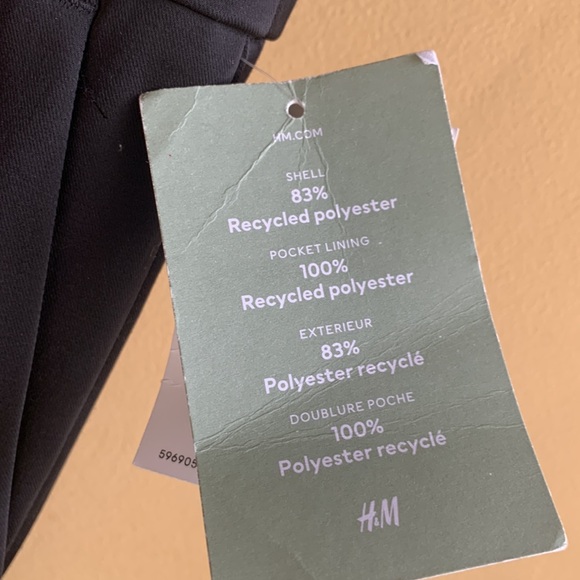 HM.COM
SHELL
83%
Recycled polyester
POCKET LINING
100%
Recycled polyester
EXTERIEUR
83%
Polyester recyclé
DOUBLURE POCHE
100%
Polyester recyclé
596905
H&M